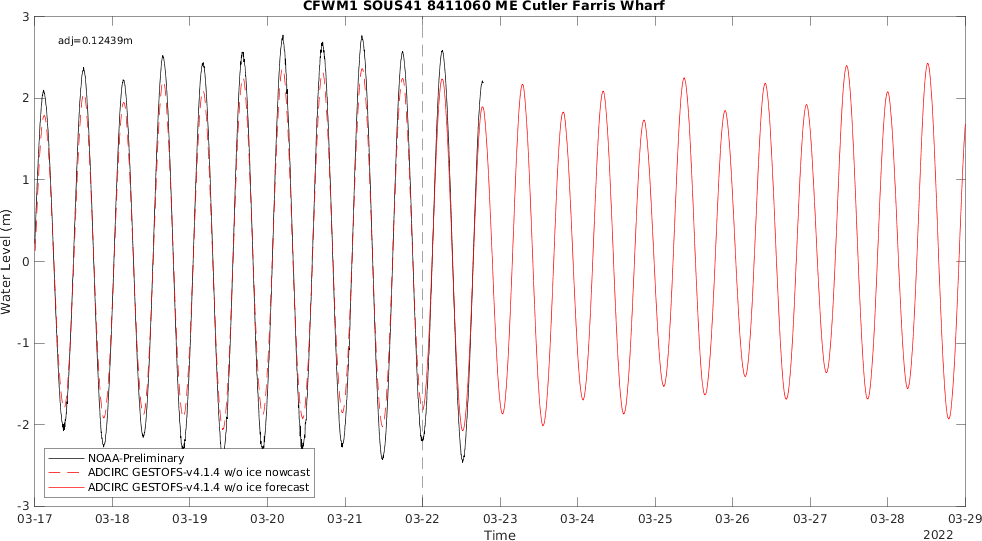 CFWM1 SOUS41 8411060 ME Cutler Farris Wharf
adj=0.12439m
3
2
1
0
-1
-2
-3
Water Level (m)
NOAA-Preliminary
ADCIRC GESTOFS-v4.1.4 w/o ice nowcast
ADCIRC GESTOFS-v4.1.4 w/o ice forecast
03-17 03-18 03-19 03-20 03-21 03-22 03-23 03-24 03-25 03-26 03-27 03-28 03-29
Time
2022